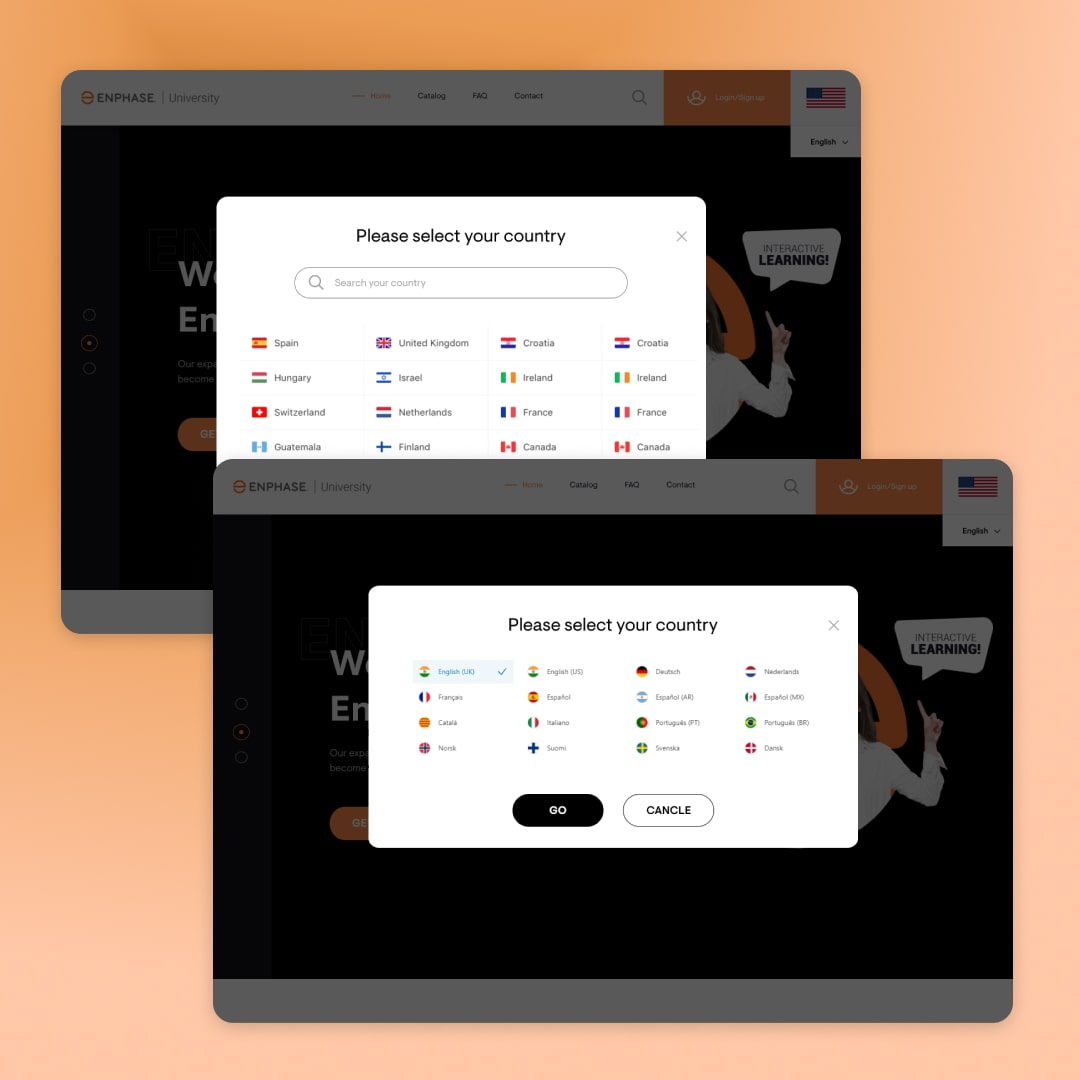 ENPHASE | University
Home
Catalog
FAQ
Contact
Login/Sign up
English
EN
We
En
Our expe
become
GE
INTERACTIVE
LEARNING!
Please select your country
Search your country
Spain
United Kingdom
Croatia
Croatia
Hungary
Israel
Ireland
Ireland
Switzerland
Netherlands
France
France
Guatemala
Finland
Canada
Canada
ENPHASE | University
Home
Catalog
FAQ
Contact
Login/Sign up
English
EN
We
En
Our expe
become
GE
INTERACTIVE
LEARNING!
Please select your country
English (UK)
English (US)
Deutsch
Nederlands
Français
Español
Español (AR)
Español (MX)
Català
Italiano
Português (PT)
Português (BR)
Norsk
Suomi
Svenska
Dansk
GO
CANCLE